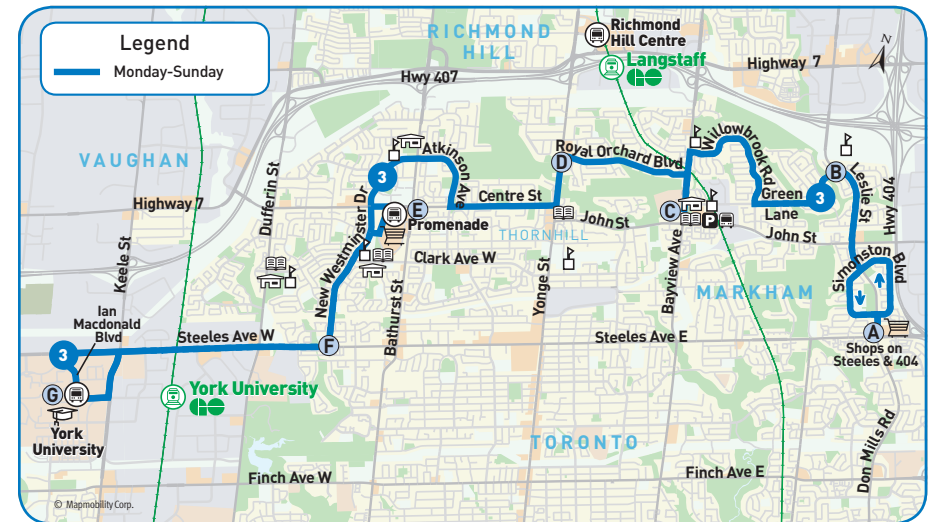 Legend
Monday-Sunday
RICHMOND
HILL
Richmond
Hill Centre
Langstaff
GO
Highway 7
N
Hwy 407
VAUGHAN
Highway 7
Keele St
Dufferin St
New Westminster Dr
3
Atkinson
Ave
Centre St
D
Royal Orchard Blvd
Willowbrook Rd
Green
Lane
3
B
Leslie St
404 HWY
E
Promenade
THORNHILL
John St
C
P
John St
Clark Ave W
Bathurst St
Yonge St
Bayview Ave
MARKHAM
Simonston
Blvd
Ian
Macdonald
Blvd
3
Steeles Ave W
F
Steeles Ave E
A
Shops on
Steeles & 404
G
York
University
York University
GO
TORONTO
Don Mills Rd
Finch Ave W
Finch Ave E
© Mapmobility Corp.